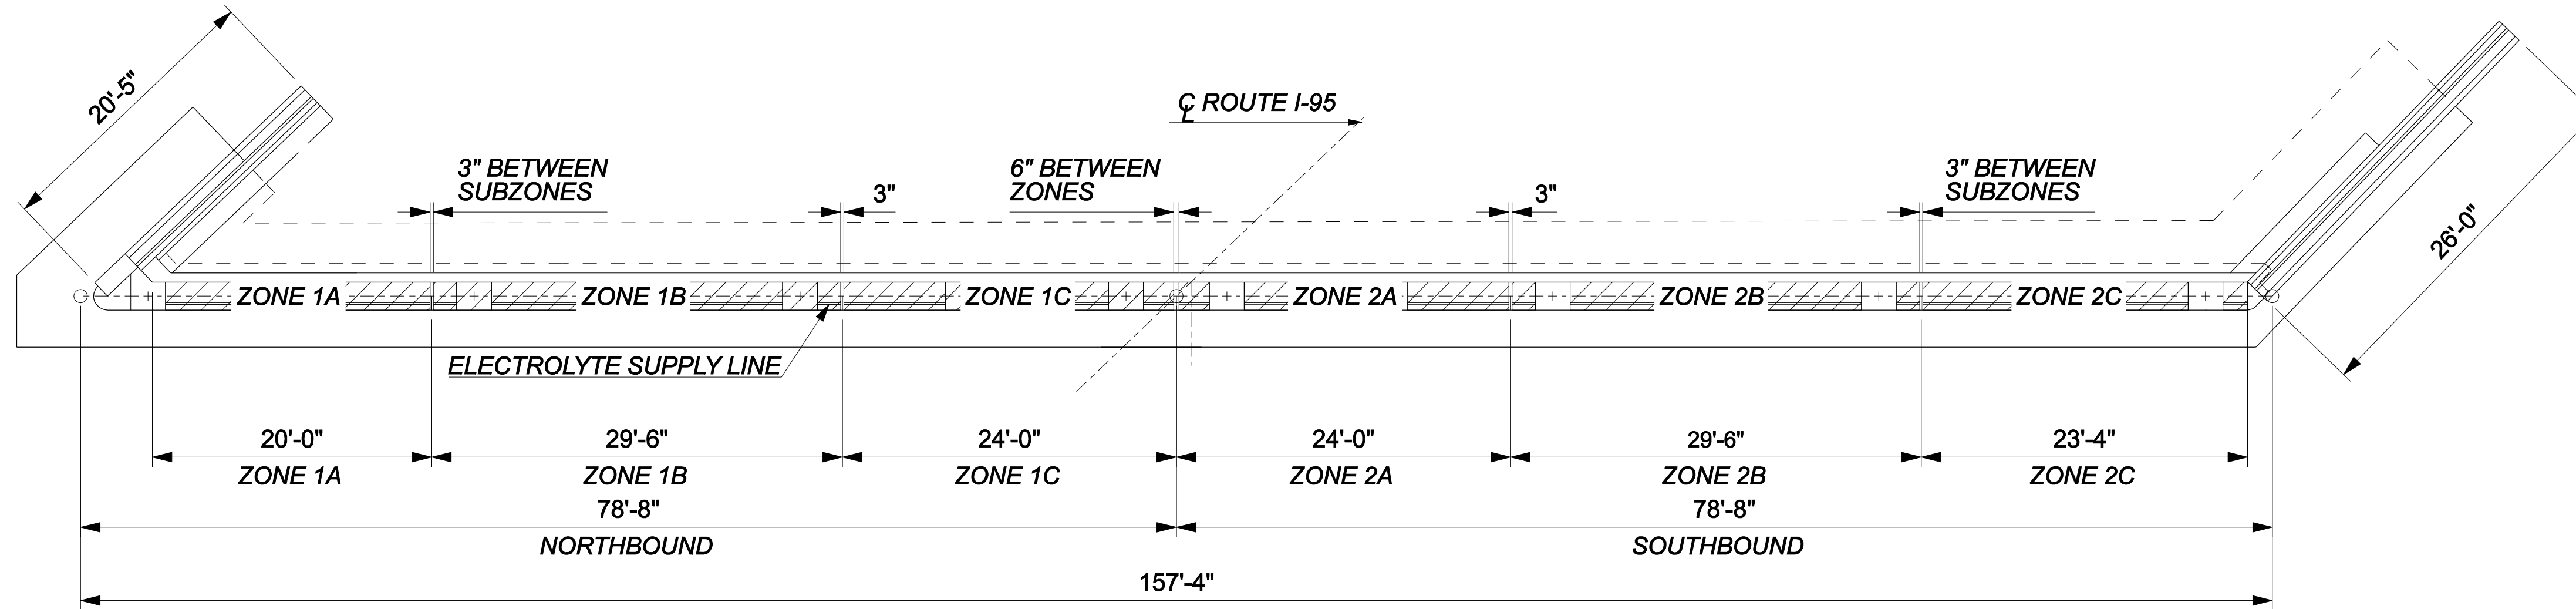 20'-5"
℄ ROUTE I-95
3" BETWEEN
SUBZONES
3"
6" BETWEEN
ZONES
3"
3" BETWEEN
SUBZONES
26'-0"
ZONE 1A
ZONE 1B
ZONE 1C
ZONE 2A
ZONE 2B
ZONE 2C
ELECTROLYTE SUPPLY LINE
20'-0"
29'-6"
24'-0"
24'-0"
29'-6"
23'-4"
ZONE 1A
ZONE 1B
ZONE 1C
ZONE 2A
ZONE 2B
ZONE 2C
78'-8"
78'-8"
NORTHBOUND
SOUTHBOUND
157'-4"